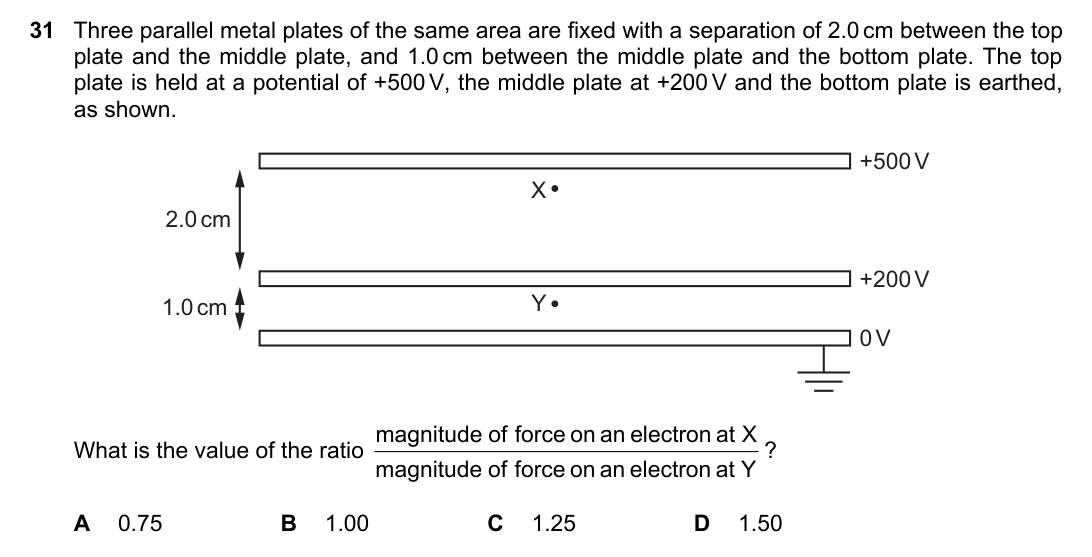 31 Three parallel metal plates of the same area are fixed with a separation of 2.0 cm between the top
plate and the middle plate, and 1.0 cm between the middle plate and the bottom plate. The top
plate is held at a potential of +500 V, the middle plate at +200 V and the bottom plate is earthed,
as shown.
+500 V
X
2.0 cm
+200 V
1.0 cm
Y
0 V
What is the value of the ratio
magnitude of force on an electron at X
magnitude of force on an electron at Y
?
A 0.75 B 1.00 C 1.25 D 1.50